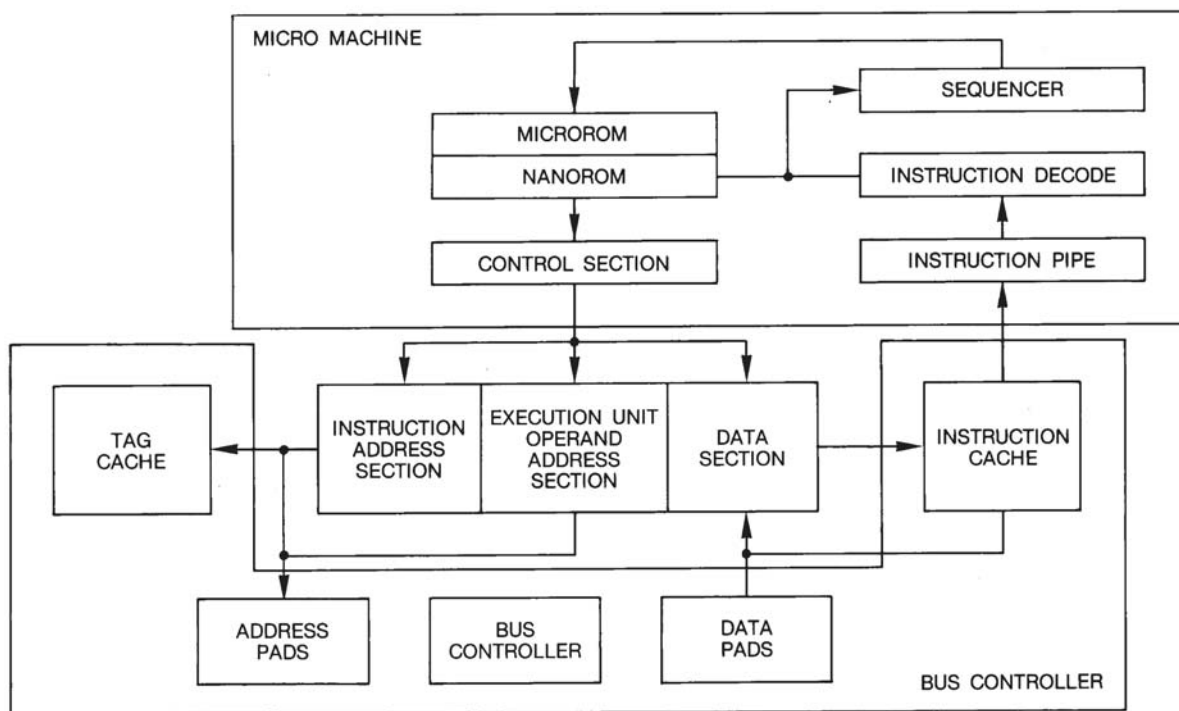 MICRO MACHINE
SEQUENCER
MICROROM
NANOROM
INSTRUCTION DECODE
CONTROL SECTION
INSTRUCTION PIPE
TAG
CACHE
INSTRUCTION
ADDRESS
SECTION
EXECUTION UNIT
OPERAND
ADDRESS
SECTION
DATA
SECTION
INSTRUCTION
CACHE
ADDRESS
PADS
BUS
CONTROLLER
DATA
PADS
BUS CONTROLLER